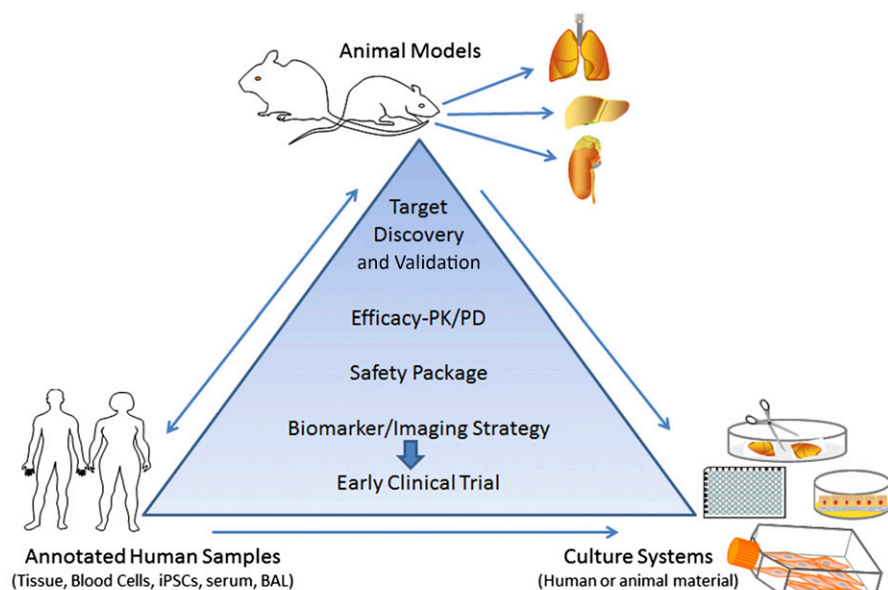 Animal Models
Target
Discovery
and Validation
Efficacy-PK/PD
Safety Package
Biomarker/Imaging Strategy
Early Clinical Trial
Annotated Human Samples
(Tissue, Blood Cells, iPSCs, serum, BAL)
Culture Systems
(Human or animal material)